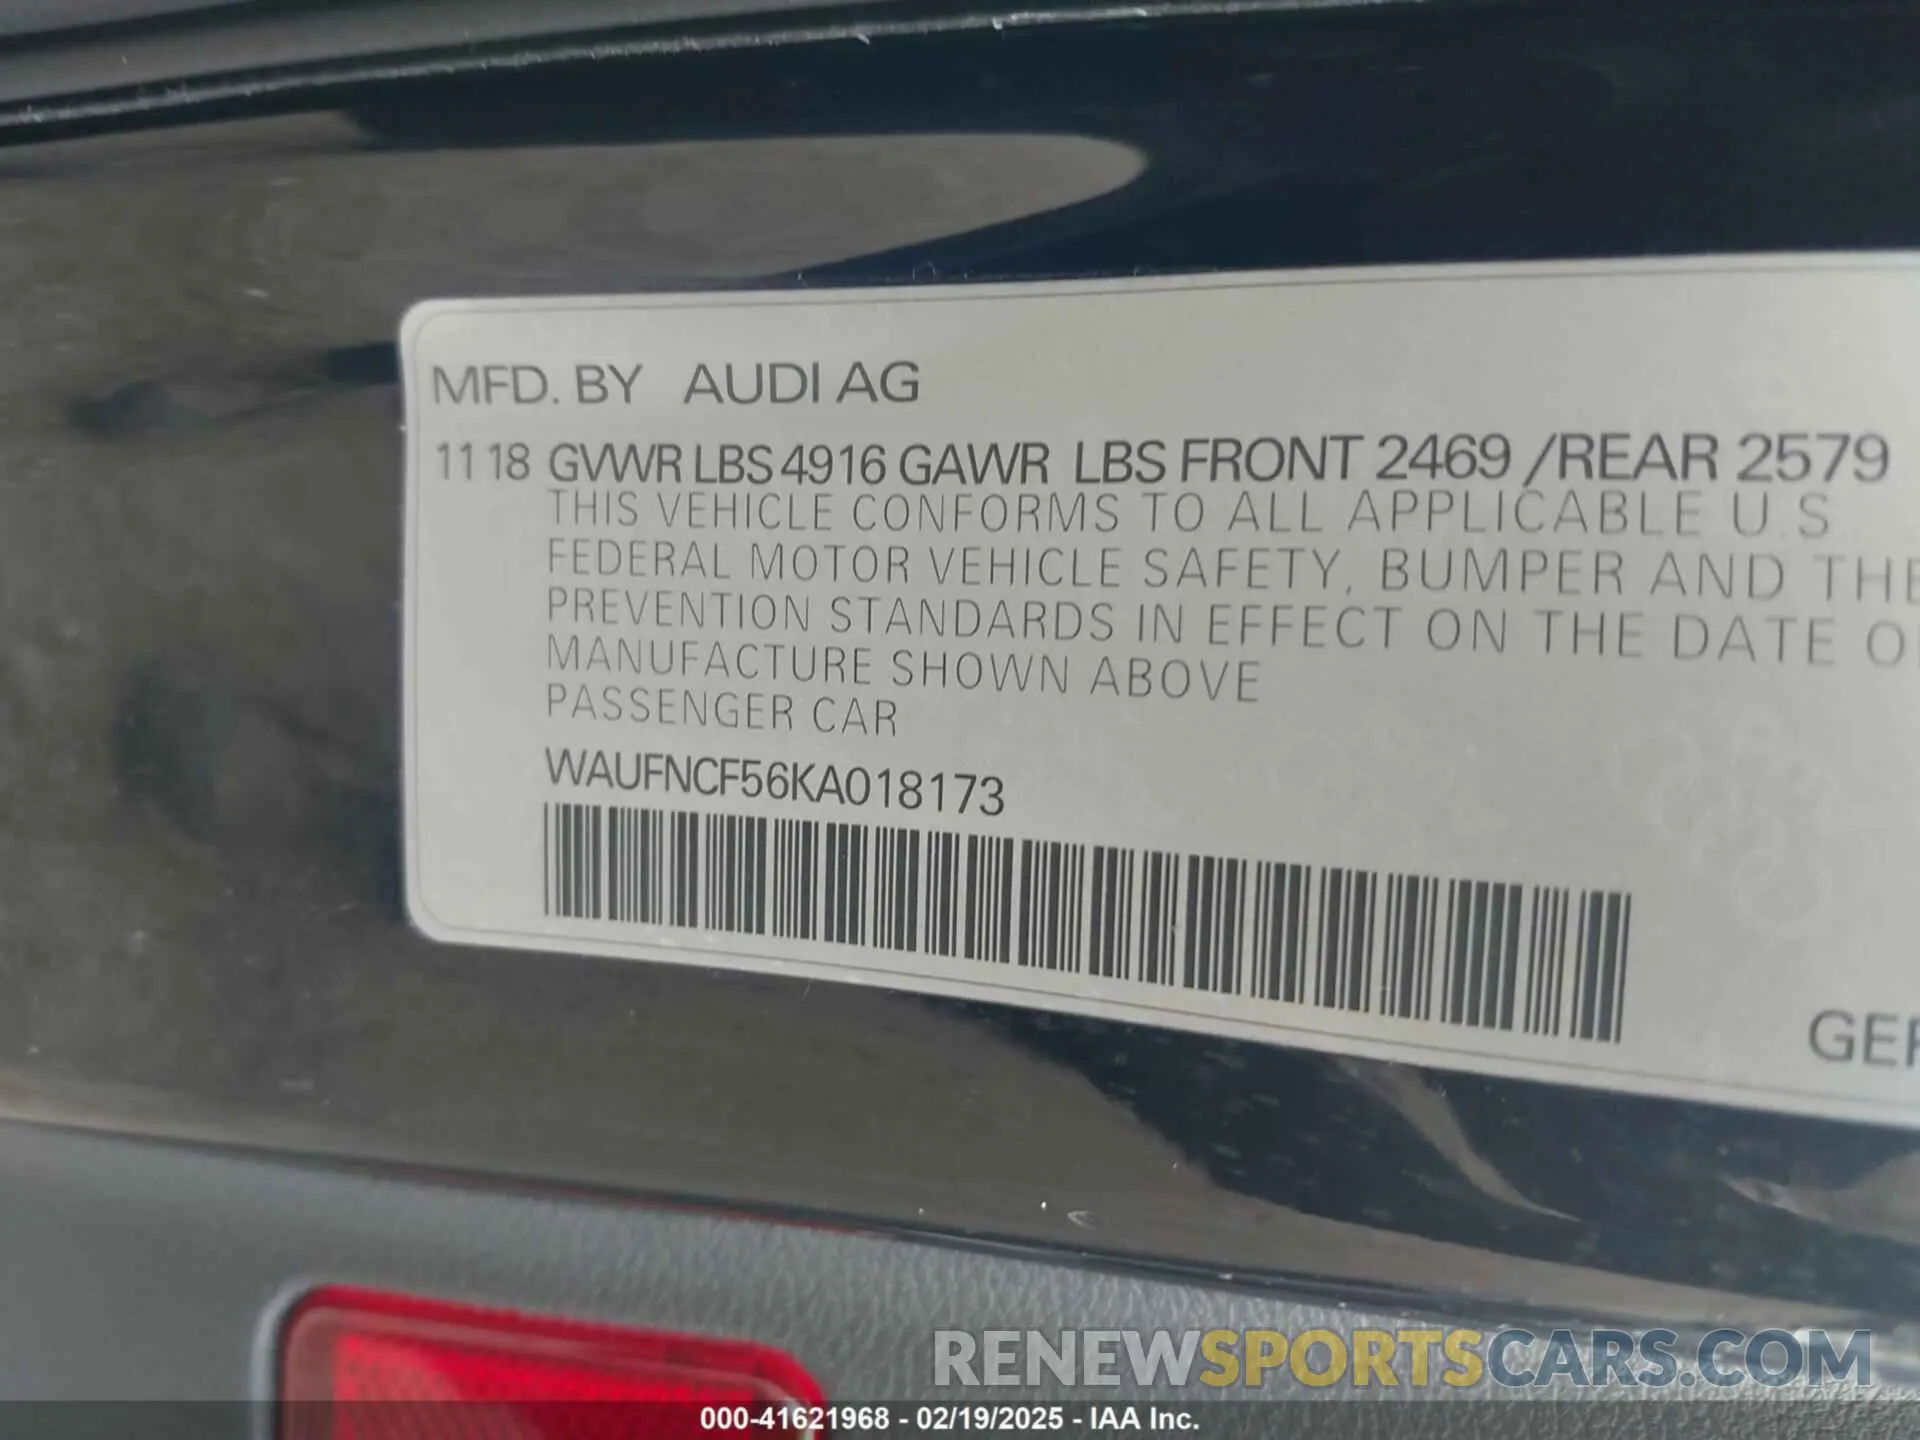 MFD. BY AUDI AG
11 18 GVWR LBS 4916 GAWR LBS FRONT 2469 /REAR 2579
THIS VEHICLE CONFORMS TO ALL APPLICABLE U.S.
FEDERAL MOTOR VEHICLE SAFETY, BUMPER AND THE
PREVENTION STANDARDS IN EFFECT ON THE DATE O
MANUFACTURE SHOWN ABOVE
PASSENGER CAR
WAUFNCF56KA018173
GER
RENEWSPORTSCARS.COM
000-41621968 - 02/19/2025 - IAA Inc.